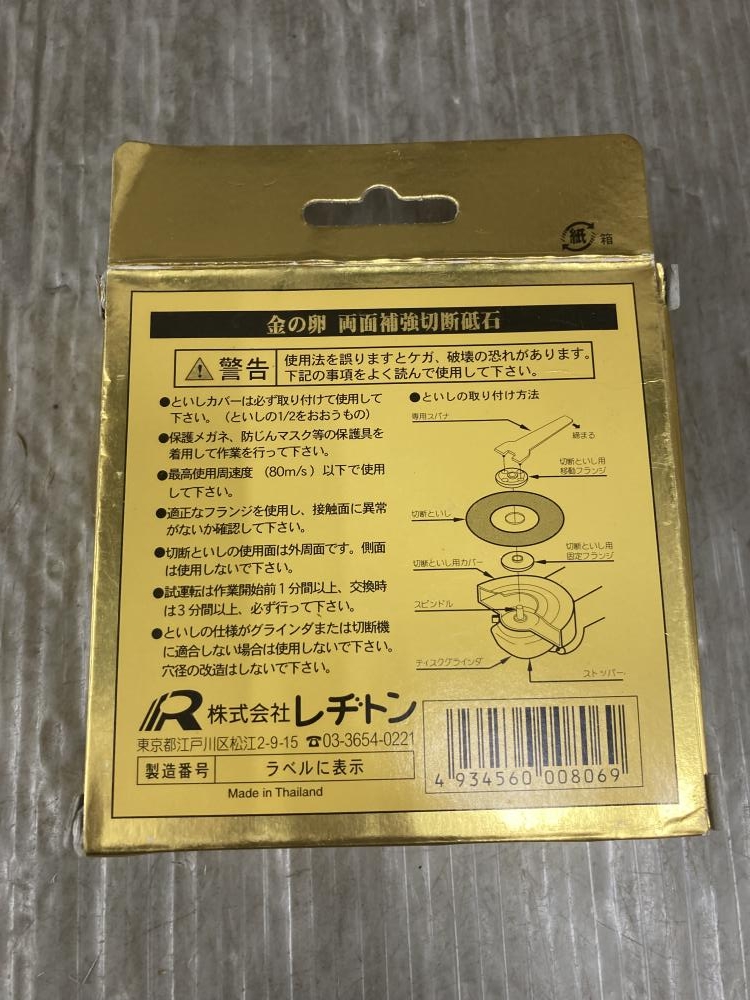 紙
箱
金の卵 両面補強切断砥石
警告
使用法を誤りますとケガ、破壊の恐れがあります。
下記の事項をよく読んで使用して下さい。
●といしカバーは必ず取り付けて使用して
下さい。（といしの1/2をおおうもの）
●保護メガネ、防じんマスク等の保護具を
着用して作業を行って下さい。
●最高使用周速度 （80m/s）以下で使用
して下さい。
●適正なフランジを使用し、接触面に異常
がないか確認して下さい。
●切断といしの使用面は外周面です。側面
は使用しないで下さい。
●試運転は作業開始前1分間以上、交換時
は3分間以上、必ず行って下さい。
●といしの仕様がグラインダまたは切断機
に適合しない場合は使用しないで下さい。
穴径の改造はしないで下さい。
●といしの取り付け方法
専用スパナ
締まる
切断といし用
移動フランジ
切断といし
切断といし用
固定フランジ
切断といし用カバー
スピンドル
ディスクグラインダ
ストッパー
R 株式会社レヂトン
東京都江戸川区松江2-9-15 ☎03-3654-0221
製造番号 ラベルに表示
Made in Thailand
4 934560 008069